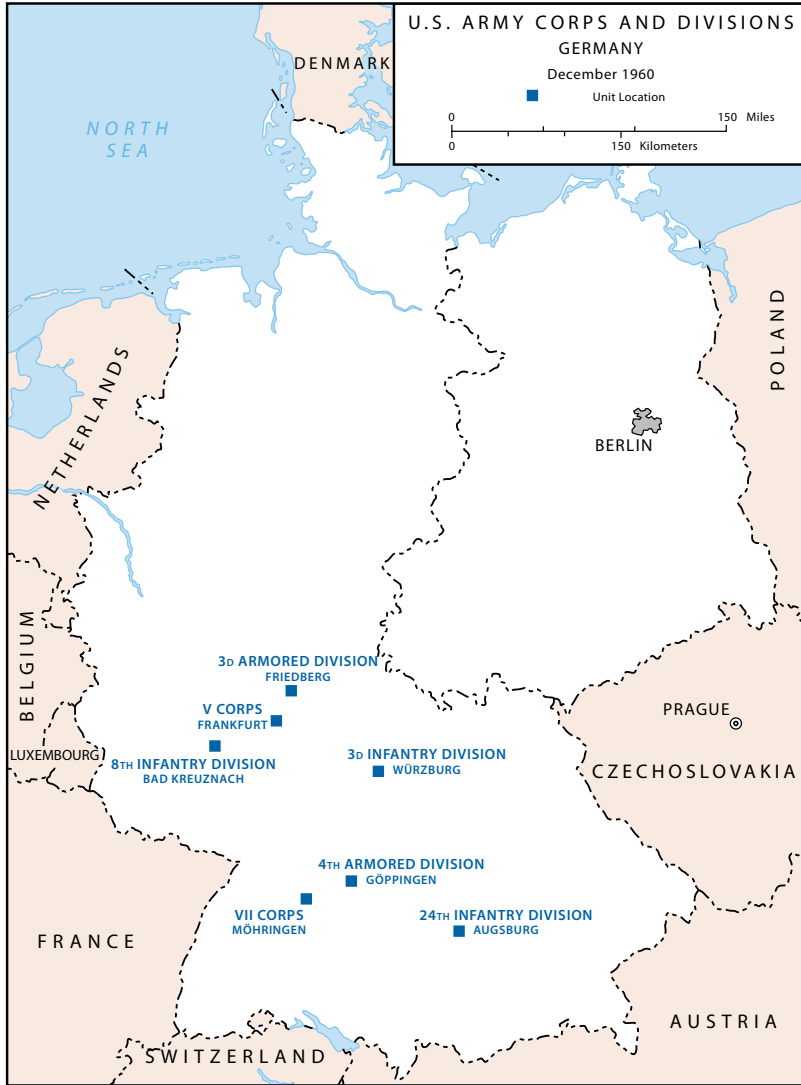 U.S. ARMY CORPS AND DIVISIONS
GERMANY
December 1960
Unit Location
0 150 Miles
0 150 Kilometers
DENMARK
NORTH
SEA
POLAND
NETHERLANDS
BERLIN
BELGIUM
LUXEMBOURG
3D ARMORED DIVISION
FRIEDBERG
V CORPS
FRANKFURT
8TH INFANTRY DIVISION
BAD KREUZNACH
3D INFANTRY DIVISION
WÜRZBURG
PRAGUE
CZECHOSLOVAKIA
4TH ARMORED DIVISION
GÖPPINGEN
VII CORPS
MÖHRINGEN
24TH INFANTRY DIVISION
AUGSBURG
FRANCE
AUSTRIA
SWITZERLAND